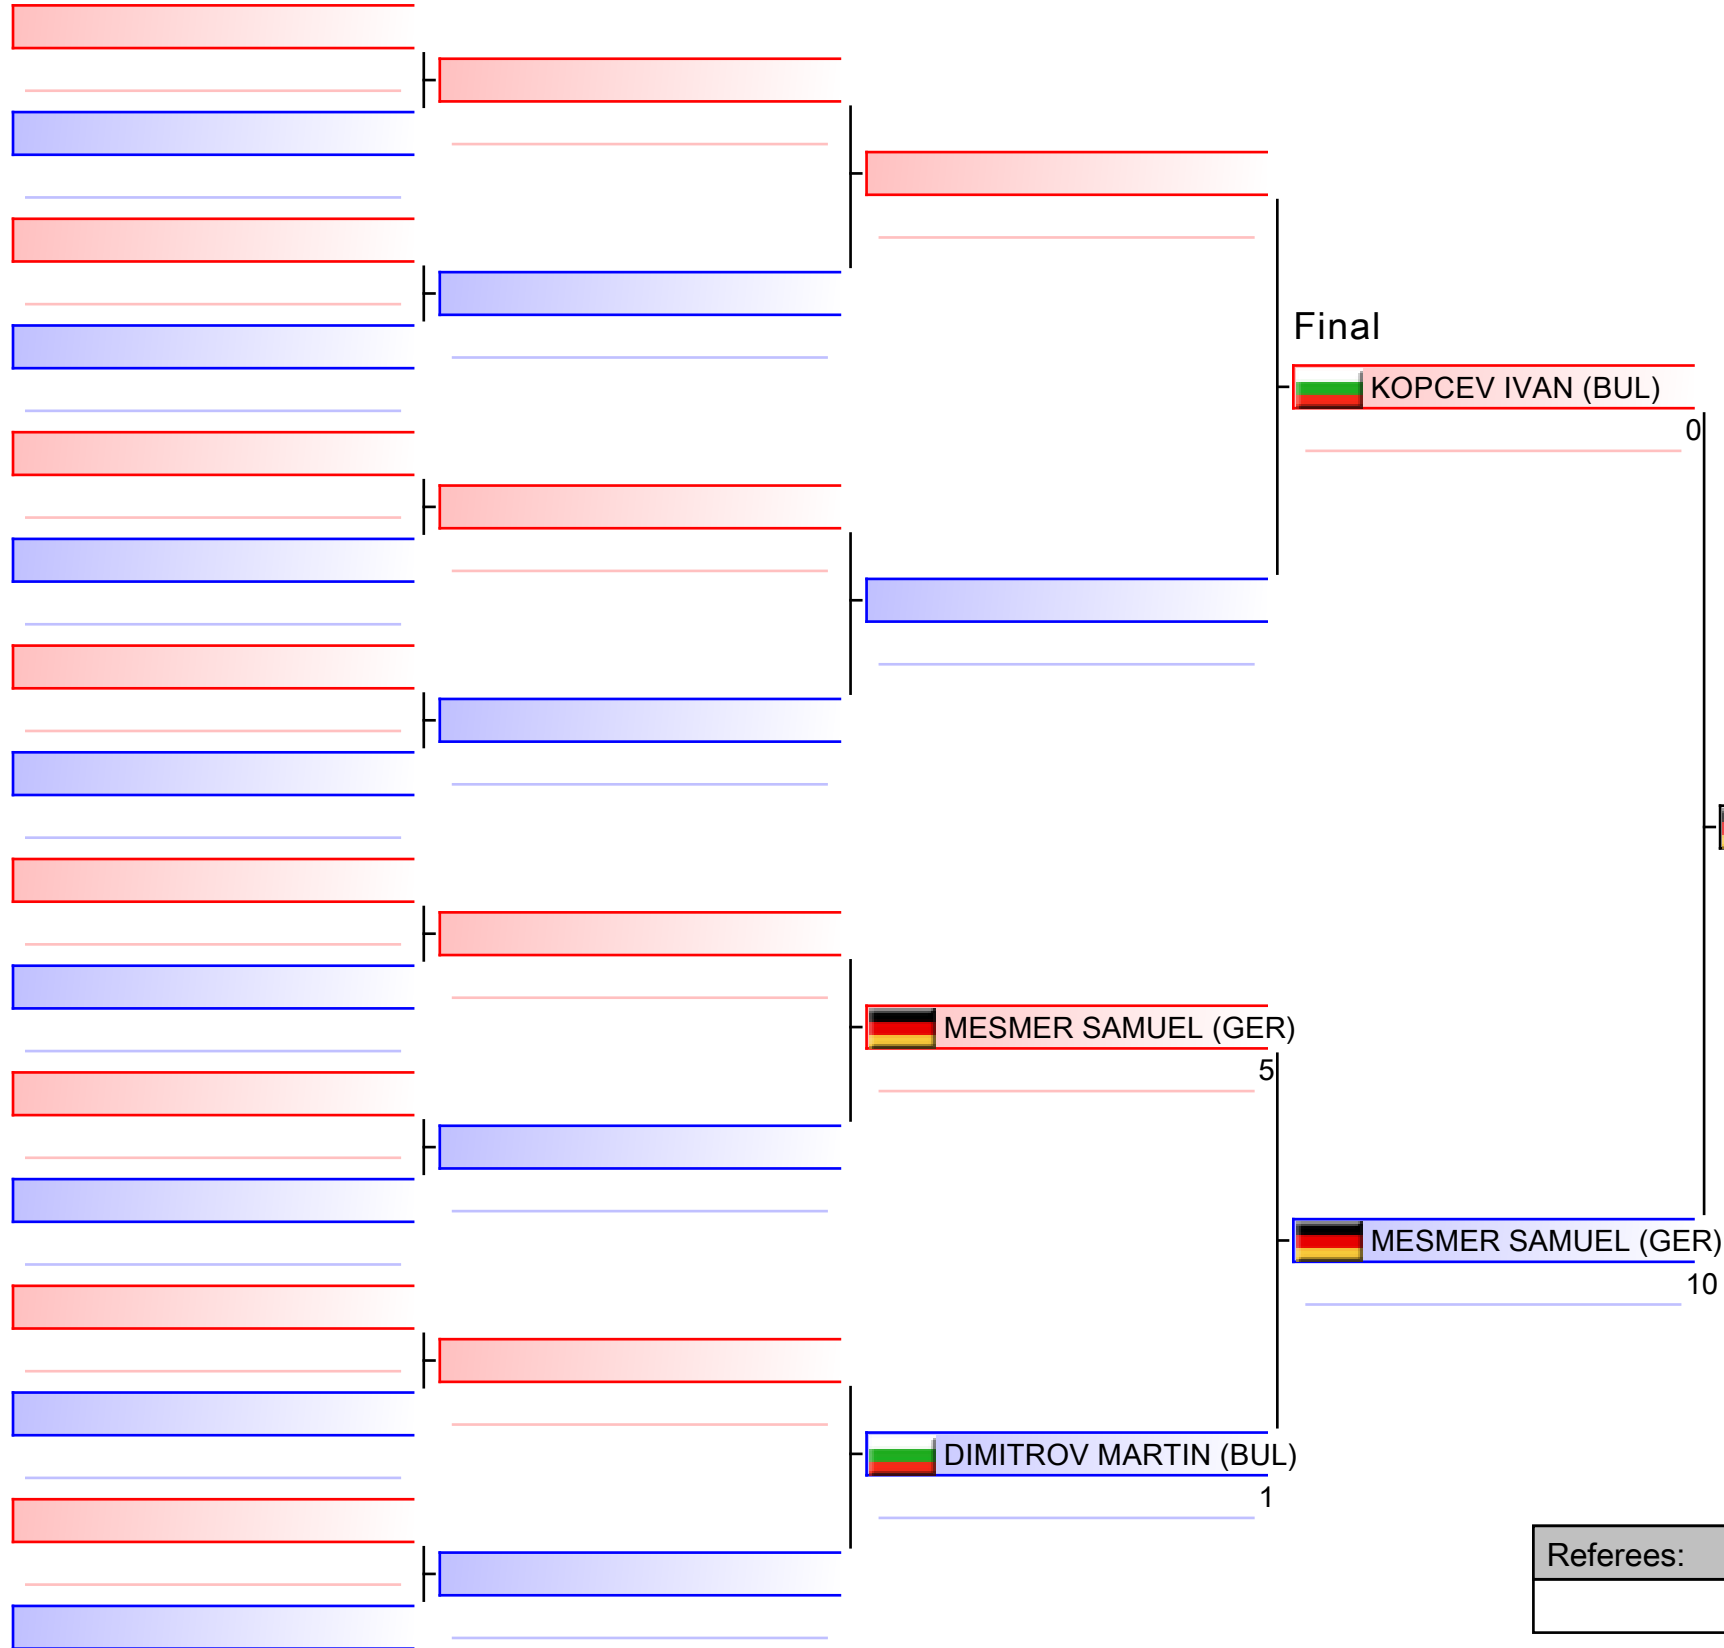 Final
KOPCEV IVAN (BUL)
0
MESMER SAMUEL (GER)
5
MESMER SAMUEL (GER)
10
DIMITROV MARTIN (BUL)
1
Referees: